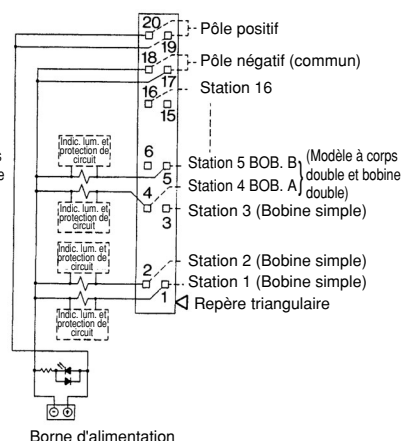 20
Pôle positif
19
18
Pôle négatif (commun)
17
16
Station 16
15
Indic. lum. et
protection de
circuit
6
Station 5 BOB. B
(Modèle à corps
double et bobine
double)
5
Station 4 BOB. A
4
Indic. lum. et
protection de
circuit
Station 3 (Bobine simple)
3
Indic. lum. et
protection de
circuit
2
Station 2 (Bobine simple)
Station 1 (Bobine simple)
1
Repère triangulaire
Indic. lum. et
protection de
circuit
Borne d'alimentation